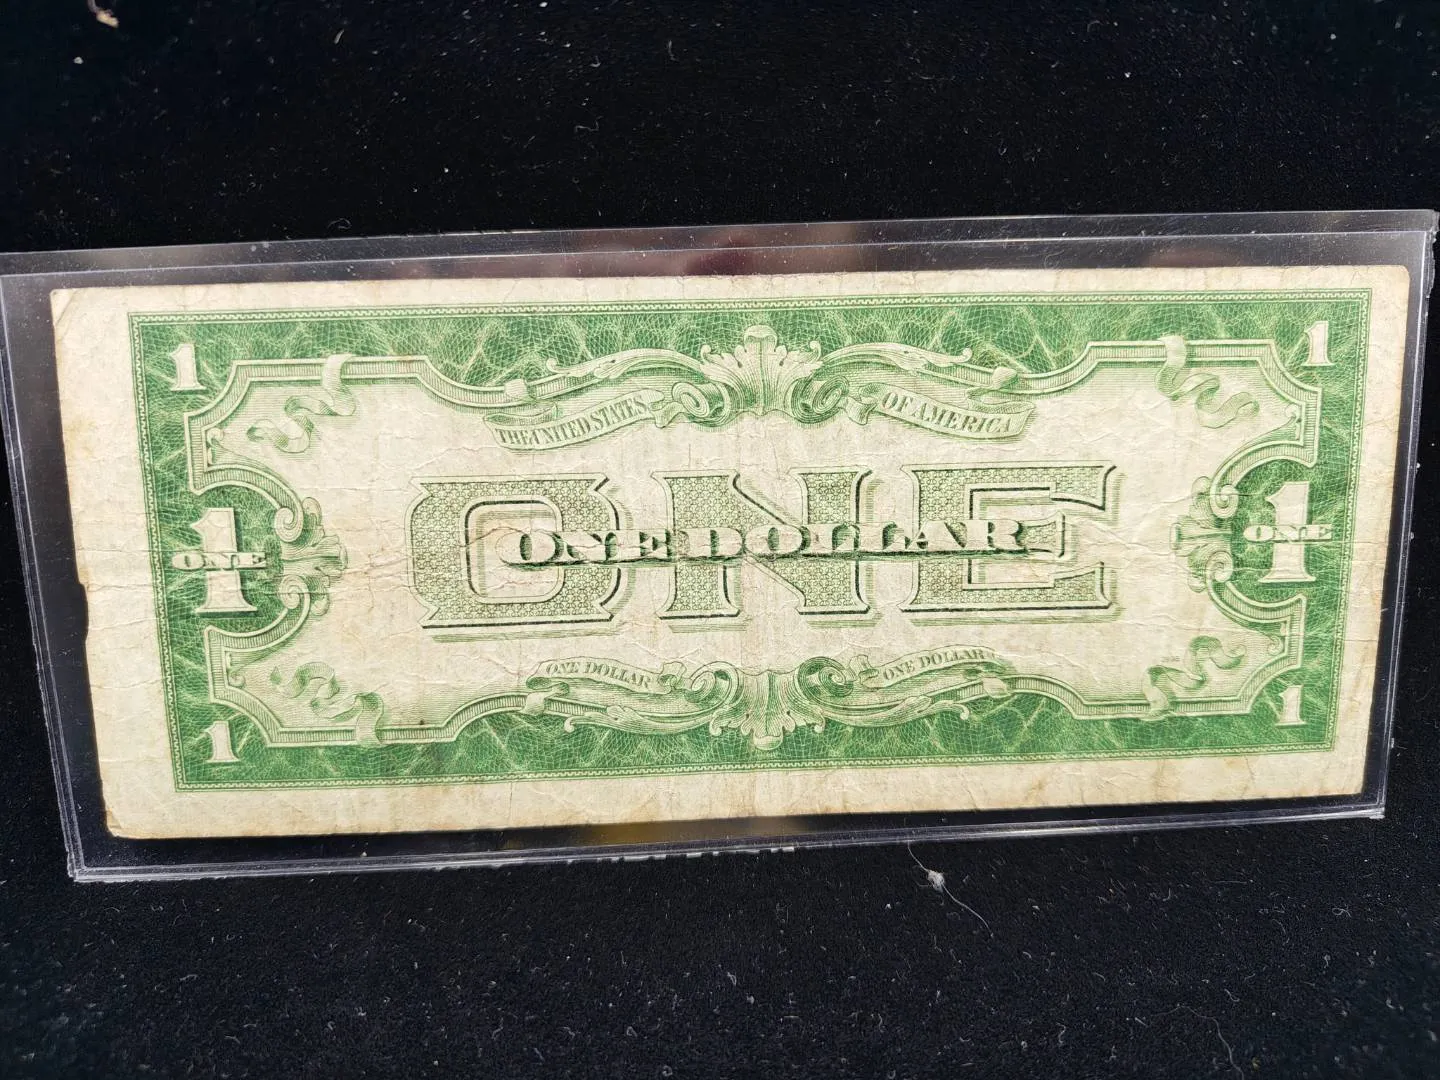 1 1
THE UNITED STATES OF AMERICA
ONE
ONE DOLLAR
1 ONE 1 ONE
ONE DOLLAR ONE DOLLAR
1 1